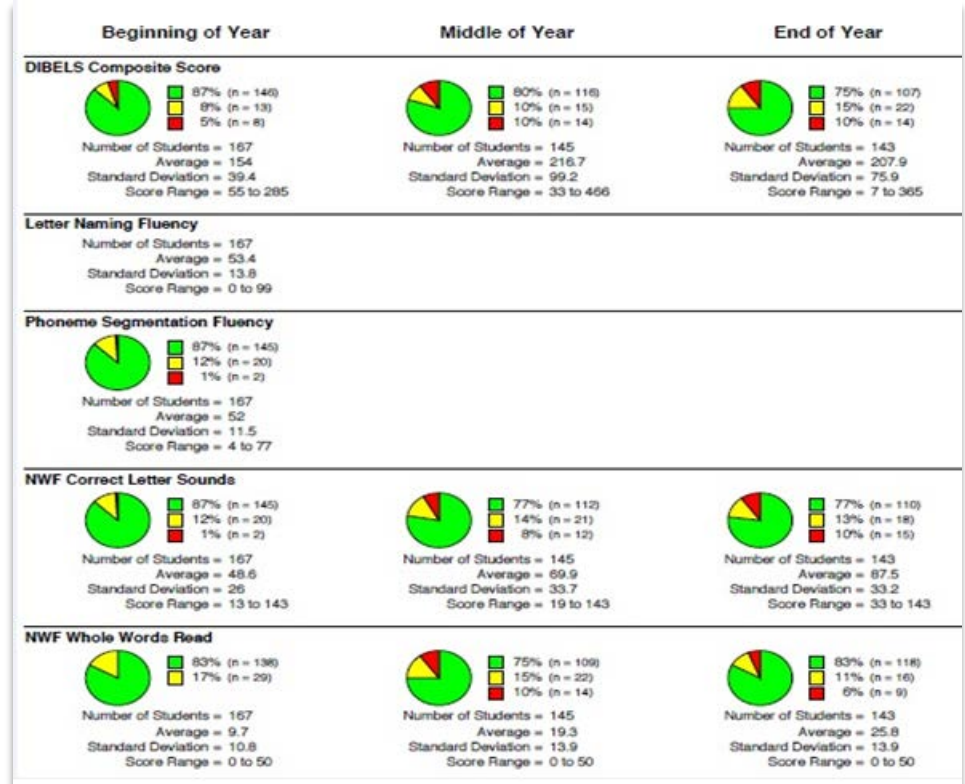 Beginning of Year
Middle of Year
End of Year
DIBELS Composite Score
87% (n = 146)
8% (n = 13)
5% (n = 8)
Number of Students = 167
Average = 154
Standard Deviation = 39.4
Score Range = 55 to 285
80% (n = 116)
10% (n = 15)
10% (n = 14)
Number of Students = 145
Average = 216.7
Standard Deviation = 99.2
Score Range = 33 to 466
75% (n = 107)
15% (n = 22)
10% (n = 14)
Number of Students = 143
Average = 207.9
Standard Deviation = 75.9
Score Range = 7 to 365
Letter Naming Fluency
Number of Students = 167
Average = 53.4
Standard Deviation = 13.8
Score Range = 0 to 99
Phoneme Segmentation Fluency
87% (n = 145)
12% (n = 20)
1% (n = 2)
Number of Students = 167
Average = 52
Standard Deviation = 11.5
Score Range = 4 to 77
NWF Correct Letter Sounds
87% (n = 145)
12% (n = 20)
1% (n = 2)
Number of Students = 167
Average = 48.6
Standard Deviation = 26
Score Range = 13 to 143
77% (n = 112)
14% (n = 21)
8% (n = 12)
Number of Students = 145
Average = 69.9
Standard Deviation = 33.7
Score Range = 19 to 143
77% (n = 110)
13% (n = 18)
10% (n = 15)
Number of Students = 143
Average = 87.5
Standard Deviation = 33.2
Score Range = 33 to 143
NWF Whole Words Read
83% (n = 138)
17% (n = 29)
Number of Students = 167
Average = 9.7
Standard Deviation = 10.8
Score Range = 0 to 50
75% (n = 109)
15% (n = 22)
10% (n = 14)
Number of Students = 145
Average = 19.3
Standard Deviation = 13.9
Score Range = 0 to 50
83% (n = 118)
11% (n = 16)
6% (n = 9)
Number of Students = 143
Average = 25.8
Standard Deviation = 13.9
Score Range = 0 to 50